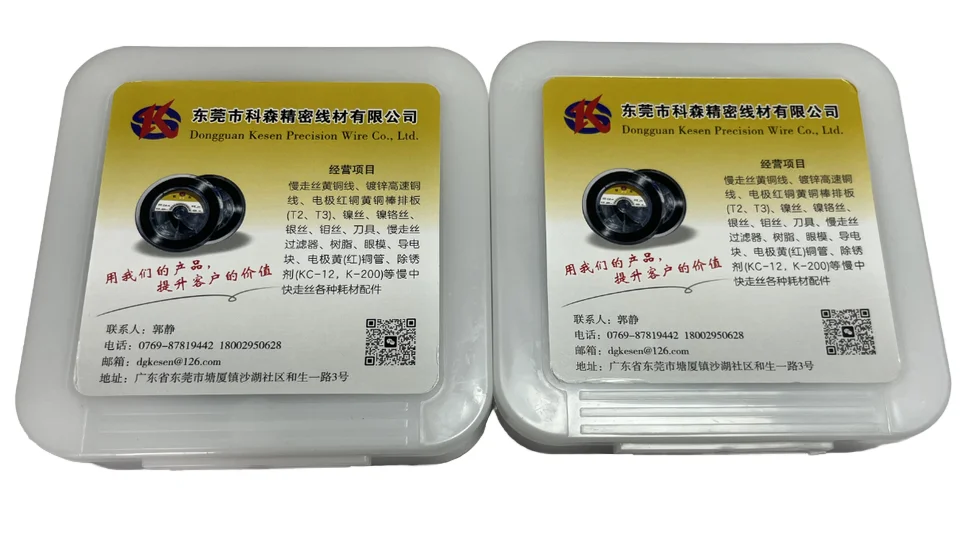 东莞市科森精密线材有限公司
Dongguan Kesen Precision Wire Co., Ltd.
经营项目
慢走丝黄铜线、镀锌高速铜
线、电极红铜黄铜棒排板
(T2、T3)、镍丝、镍铬丝、
银丝、钼丝、刀具、慢走丝
过滤器、树脂、眼模、导电
块、电极黄(红)铜管、除锈
剂(KC-12，K-200)等慢中
快走丝各种耗材配件
用我们的产品，
提升客户的价值
联系人：郭静
电话：0769-87819442 18002950628
邮箱：dgkesen@126.com
地址：广东省东莞市塘厦镇沙湖社区和生一路3号
东莞市科森精密线材有限公司
Dongguan Kesen Precision Wire Co., Ltd.
经营项目
慢走丝黄铜线、镀锌高速铜
线、电极红铜黄铜棒排板
(T2、T3)、镍丝、镍铬丝、
银丝、钼丝、刀具、慢走丝
过滤器、树脂、眼模、导电
块、电极黄(红)铜管、除锈
剂(KC-12，K-200)等慢中
快走丝各种耗材配件
用我们的产品，
提升客户的价值
联系人：郭静
电话：0769-87819442 18002950628
邮箱：dgkesen@126.com
地址：广东省东莞市塘厦镇沙湖社区和生一路3号